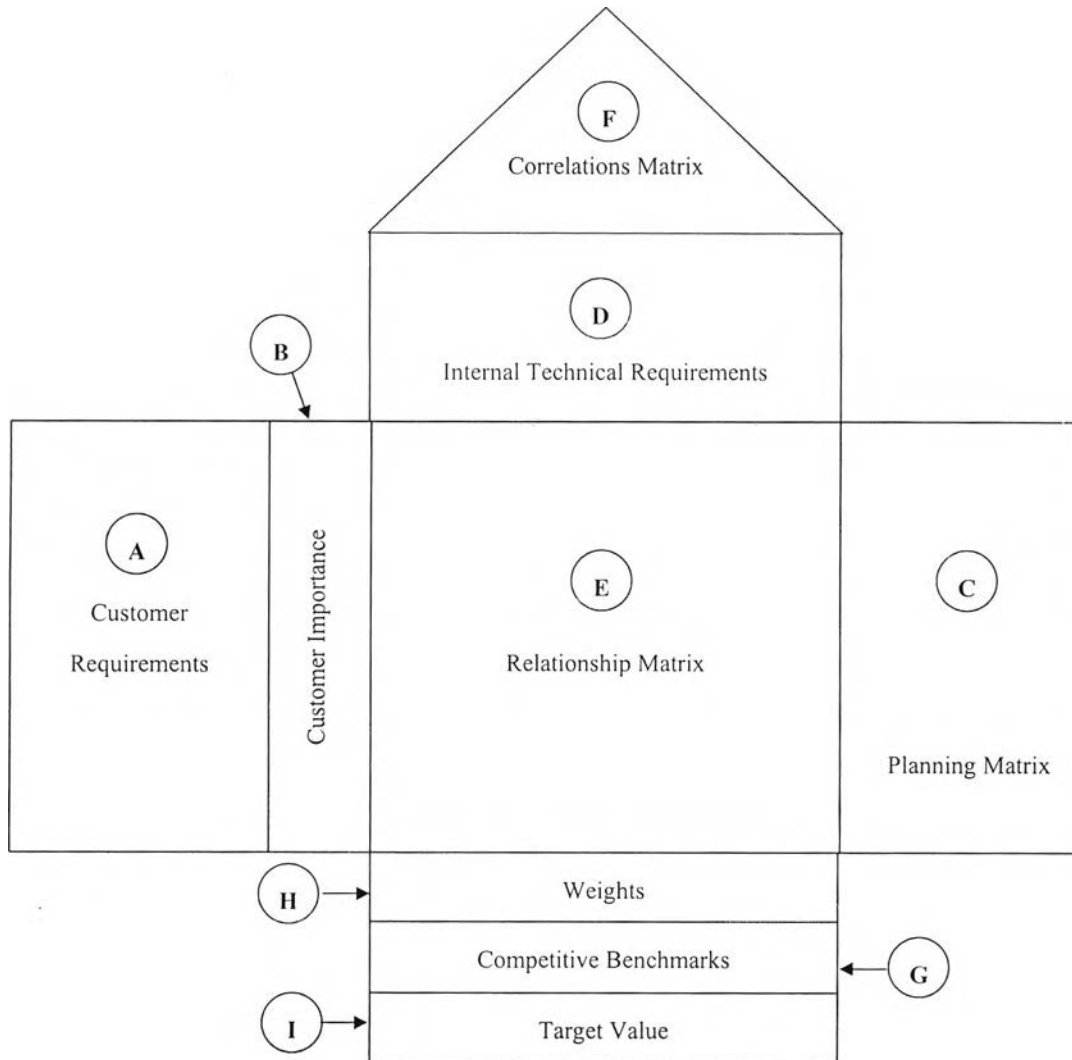 F
Correlations Matrix
D
Internal Technical Requirements
B
A
Customer
Requirements
Customer Importance
E
Relationship Matrix
C
Planning Matrix
H
Weights
Competitive Benchmarks
G
I
Target Value